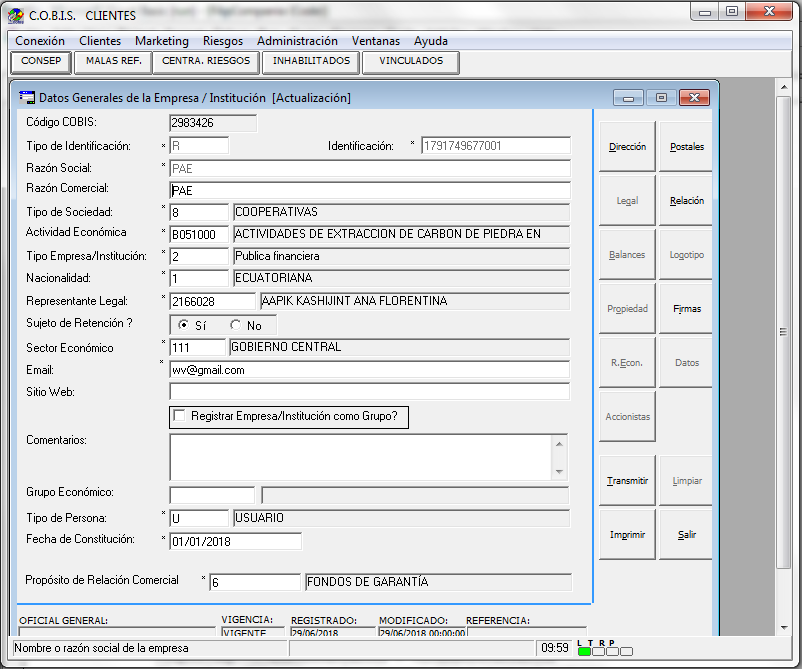 C.O.B.I.S. CLIENTES
Conexión Clientes Marketing Riesgos Administración Ventanas Ayuda
CONSEP MALAS REF. CENTRA. RIESGOS INHABILITADOS VINCULADOS
Datos Generales de la Empresa / Institución [Actualización]
Código COBIS: 2983426
Tipo de Identificación: * R Identificación: * 1791749677001
Razón Social: * PAE
Razón Comercial: PAE
Tipo de Sociedad: * 8 COOPERATIVAS
Actividad Económica * B051000 ACTIVIDADES DE EXTRACCION DE CARBON DE PIEDRA EN
Tipo Empresa/Institución: * 2 Publica financiera
Nacionalidad: * 1 ECUATORIANA
Representante Legal: * 2166028 AAPIK KASHIJINT ANA FLORENTINA
Sujeto de Retención ? Sí No
Sector Económico * 111 GOBIERNO CENTRAL
Email: * wv@gmail.com
Sitio Web:
Registrar Empresa/Institución como Grupo?
Comentarios:
Grupo Económico:
Tipo de Persona: * U USUARIO
Fecha de Constitución: * 01/01/2018
Propósito de Relación Comercial * 6 FONDOS DE GARANTÍA
Dirección Postales
Legal Relación
Balances Logotipo
Propiedad Firmas
R.Econ. Datos
Accionistas
Transmitir Limpiar
Imprimir Salir
OFICIAL GENERAL: VIGENCIA: REGISTRADO: MODIFICADO: REFERENCIA:
VIGENTE 29/06/2018 29/06/2018 00:00:00
Nombre o razón social de la empresa 09:59 L T R P